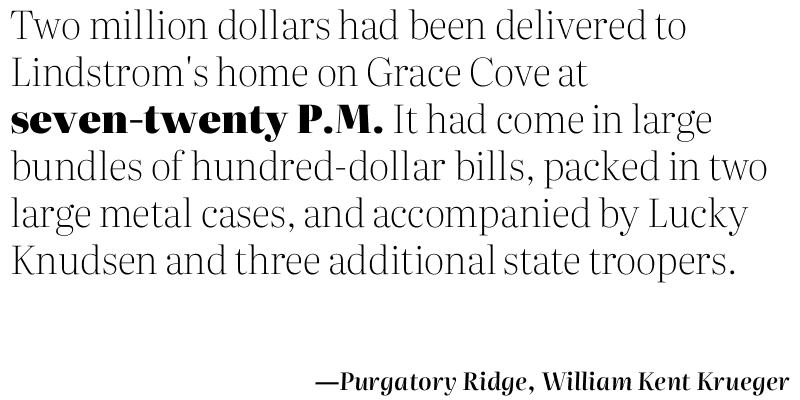 Two million dollars had been delivered to
Lindstrom's home on Grace Cove at
seven-twenty P.M. It had come in large
bundles of hundred-dollar bills, packed in two
large metal cases, and accompanied by Lucky
Knudsen and three additional state troopers.
—Purgatory Ridge, William Kent Krueger